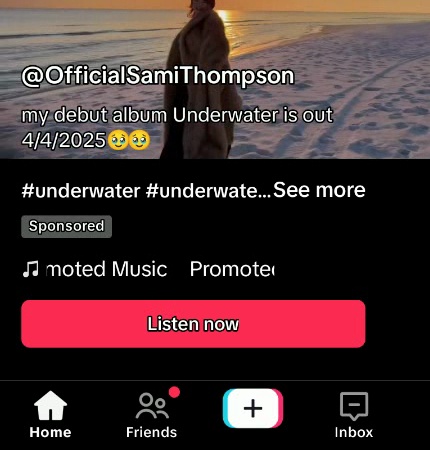 @OfficialSamiThompson
my debut album Underwater is out
4/4/2025🥹🥹
#underwater #underwate...See more
Sponsored
moted Music Promote
Listen now
Home Friends Inbox